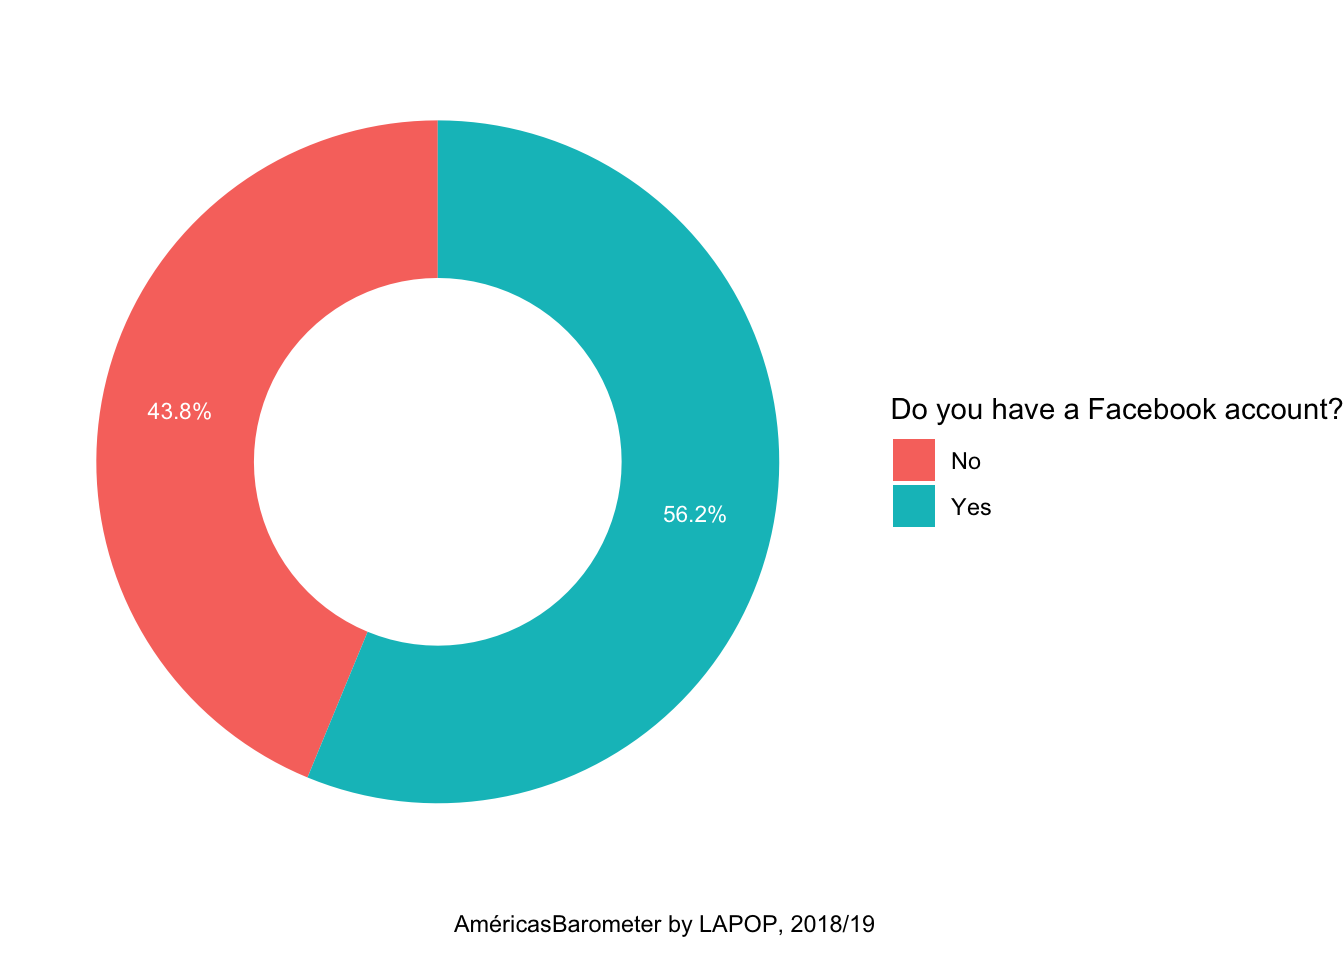 43.8%
56.2%
Do you have a Facebook account?
No
Yes
AméricasBarometer by LAPOP, 2018/19